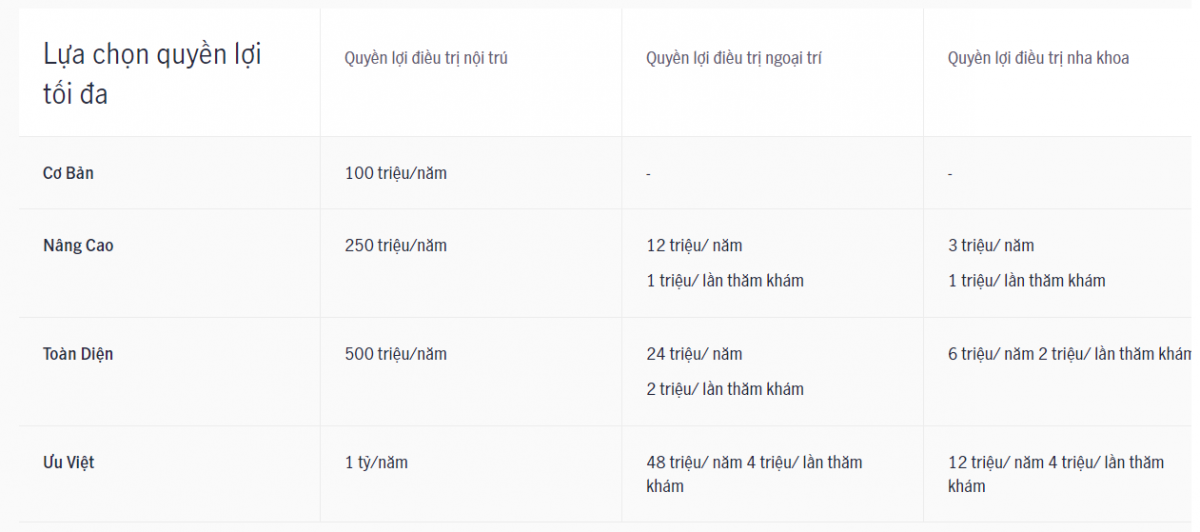 Lựa chọn quyền lợi
tối đa
Quyền lợi điều trị nội trú
Quyền lợi điều trị ngoại trí
Quyền lợi điều trị nha khoa
Cơ Bản
100 triệu/năm
-
-
Nâng Cao
250 triệu/năm
12 triệu/ năm
1 triệu/ lần thăm khám
3 triệu/ năm
1 triệu/ lần thăm khám
Toàn Diện
500 triệu/năm
24 triệu/ năm
2 triệu/ lần thăm khám
6 triệu/ năm 2 triệu/ lần thăm khám
Ưu Việt
1 tỷ/năm
48 triệu/ năm 4 triệu/ lần thăm
khám
12 triệu/ năm 4 triệu/ lần thăm
khám